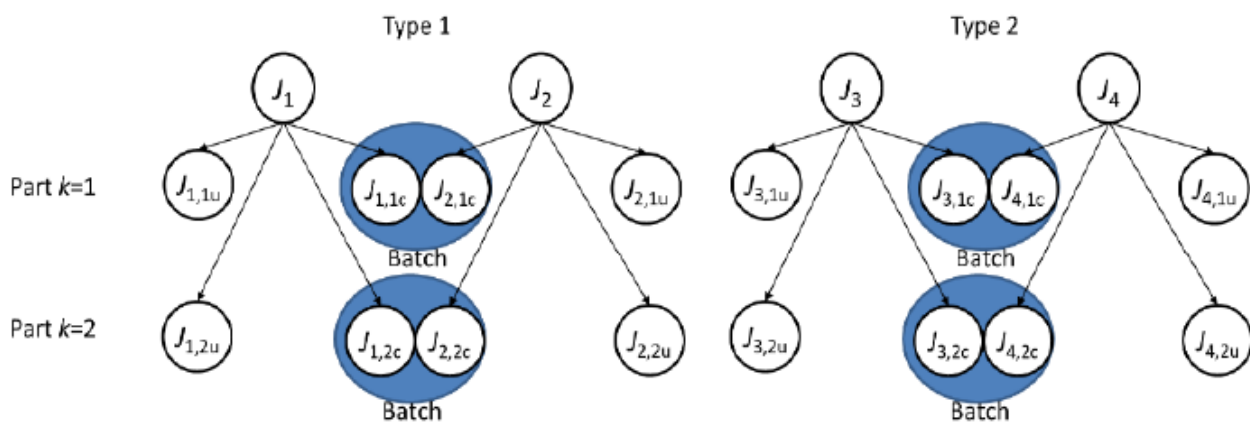 Type 1 Type 2
J1 J2 J3 J4
Part k=1 J1,1u J1,1c J2,1c J2,1u J3,1u J3,1c J4,1c J4,1u
Batch Batch
Part k=2 J1,2u J1,2c J2,2c J2,2u J3,2u J3,2c J4,2c J4,2u
Batch Batch